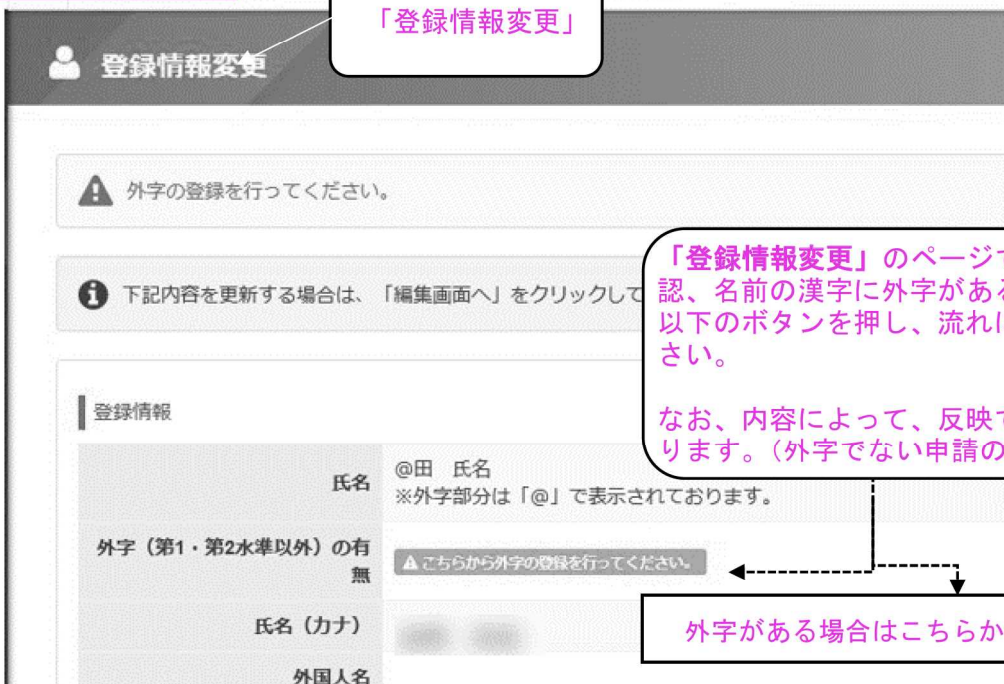 「登録情報変更」
登録情報変更
外字の登録を行ってください。
下記内容を更新する場合は、「編集画面へ」をクリックして
「登録情報変更」のページ
認、名前の漢字に外字がある
以下のボタンを押し、流れ
さい。
なお、内容によって、反映
ります。（外字でない申請の
登録情報
氏名
@田 氏名
※外字部分は「@」で表示されております。
外字（第1・第2水準以外）の有
無
こちらから外字の登録を行ってください。
氏名（カナ）
外字がある場合はこちらか
外国人名